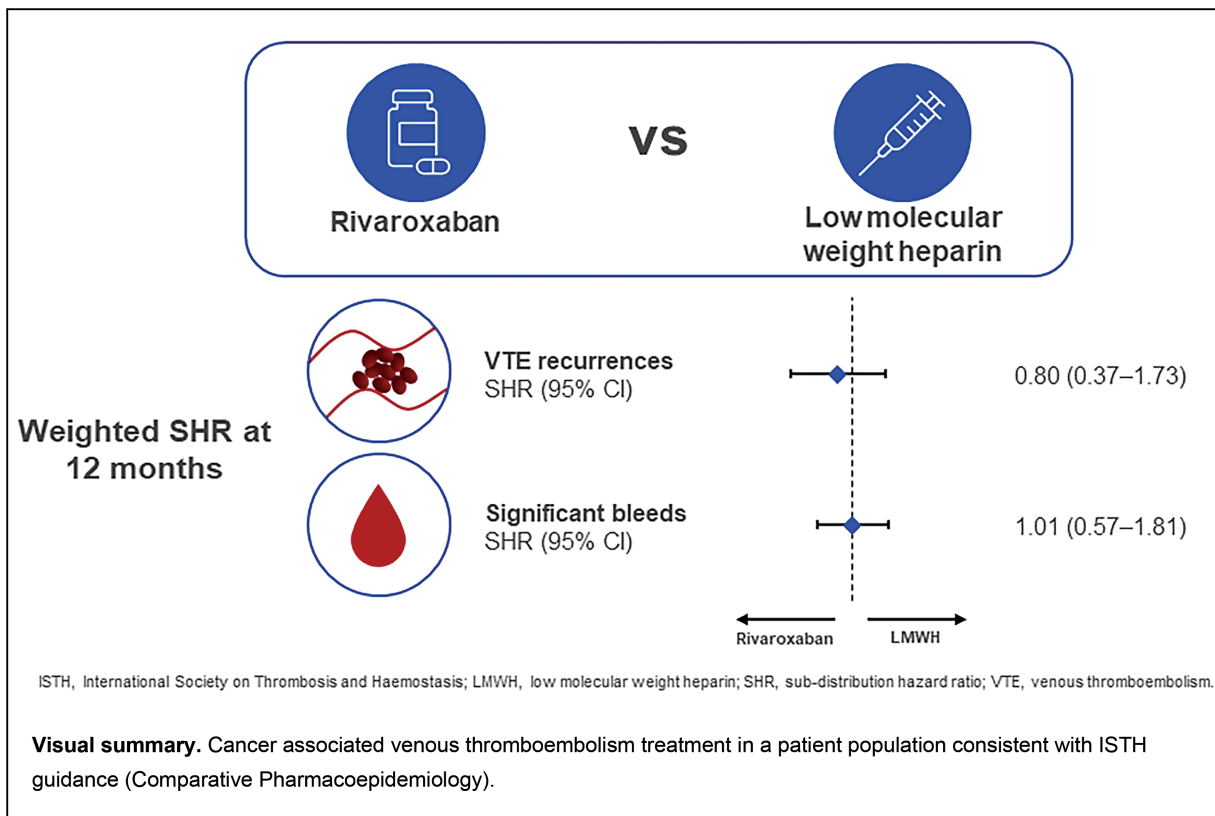 Rivaroxaban
vs
Low molecular
weight heparin
Weighted SHR at
12 months
VTE recurrences
SHR (95% CI)
0.80 (0.37–1.73)
Significant bleeds
SHR (95% CI)
1.01 (0.57–1.81)
Rivaroxaban
LMWH
ISTH, International Society on Thrombosis and Haemostasis; LMWH, low molecular weight heparin; SHR, sub-distribution hazard ratio; VTE, venous thromboembolism.
Visual summary. Cancer associated venous thromboembolism treatment in a patient population consistent with ISTH
guidance (Comparative Pharmacoepidemiology).